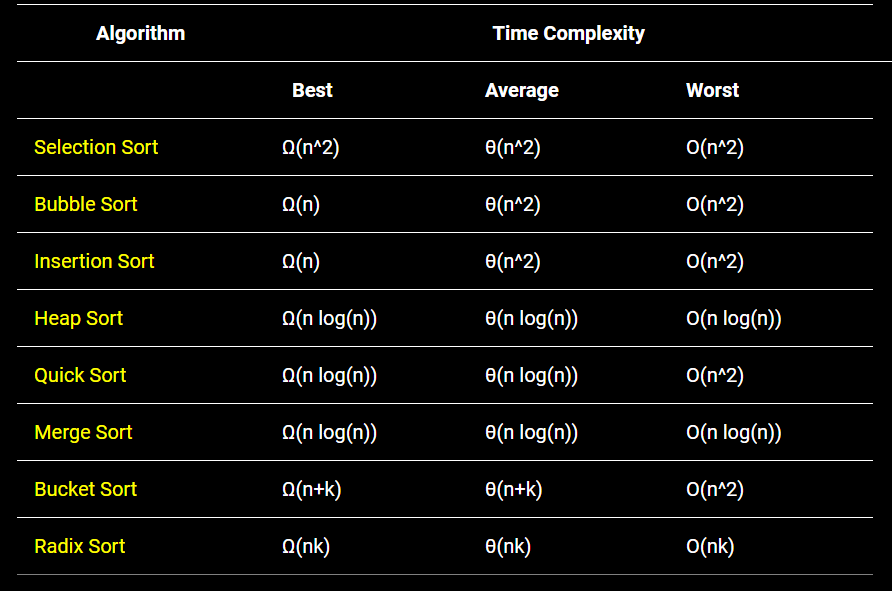 Algorithm Time Complexity
Best Average Worst
Selection Sort Ω(n^2) θ(n^2) O(n^2)
Bubble Sort Ω(n) θ(n^2) O(n^2)
Insertion Sort Ω(n) θ(n^2) O(n^2)
Heap Sort Ω(n log(n)) θ(n log(n)) O(n log(n))
Quick Sort Ω(n log(n)) θ(n log(n)) O(n^2)
Merge Sort Ω(n log(n)) θ(n log(n)) O(n log(n))
Bucket Sort Ω(n+k) θ(n+k) O(n^2)
Radix Sort Ω(nk) θ(nk) O(nk)